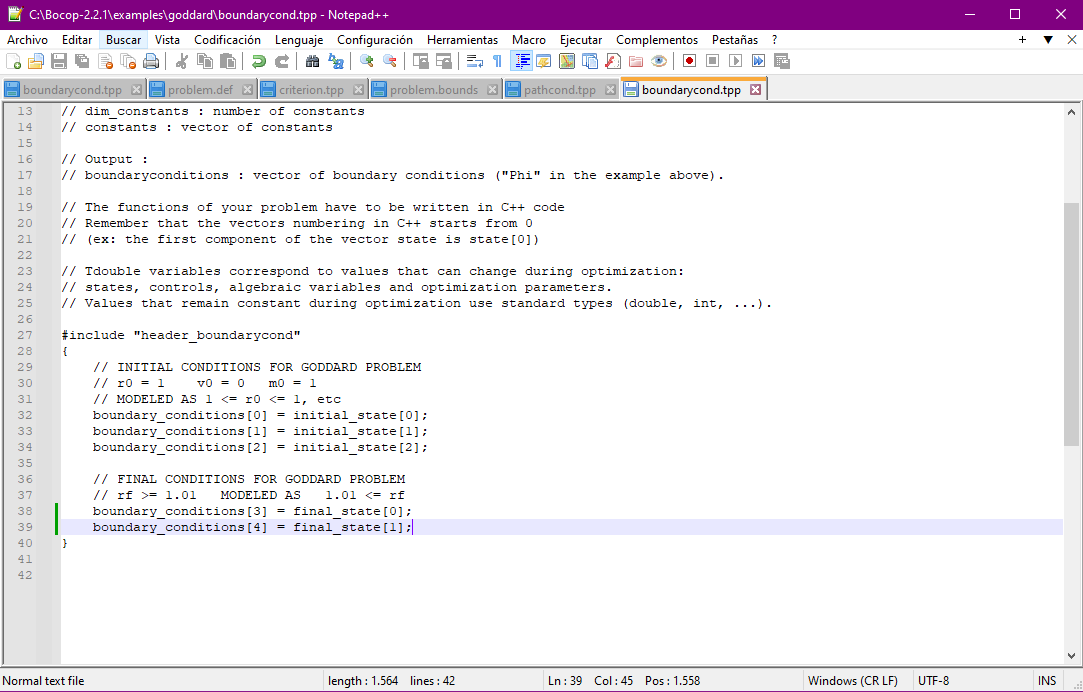 C:\Bocop-2.2.1\examples\goddard\boundarycond.tpp - Notepad++
Archivo Editar Buscar Vista Codificación Lenguaje Configuración Herramientas Macro Ejecutar Complementos Pestañas ? + ▼ X
boundarycond.tpp problem.def criterion.tpp problem.bounds pathcond.tpp boundarycond.tpp
13 // dim_constants : number of constants
14 // constants : vector of constants
15
16 // Output :
17 // boundaryconditions : vector of boundary conditions ("Phi" in the example above).
18
19 // The functions of your problem have to be written in C++ code
20 // Remember that the vectors numbering in C++ starts from 0
21 // (ex: the first component of the vector state is state[0])
22
23 // Tdouble variables correspond to values that can change during optimization:
24 // states, controls, algebraic variables and optimization parameters.
25 // Values that remain constant during optimization use standard types (double, int, ...).
26
27 #include "header_boundarycond"
28 {
29 // INITIAL CONDITIONS FOR GODDARD PROBLEM
30 // r0 = 1 v0 = 0 m0 = 1
31 // MODELED AS 1 <= r0 <= 1, etc
32 boundary_conditions[0] = initial_state[0];
33 boundary_conditions[1] = initial_state[1];
34 boundary_conditions[2] = initial_state[2];
35
36 // FINAL CONDITIONS FOR GODDARD PROBLEM
37 // rf >= 1.01 MODELED AS 1.01 <= rf
38 boundary_conditions[3] = final_state[0];
39 boundary_conditions[4] = final_state[1];
40 }
41
42
Normal text file length : 1.564 lines : 42 Ln : 39 Col : 45 Pos : 1.558 Windows (CR LF) UTF-8 INS